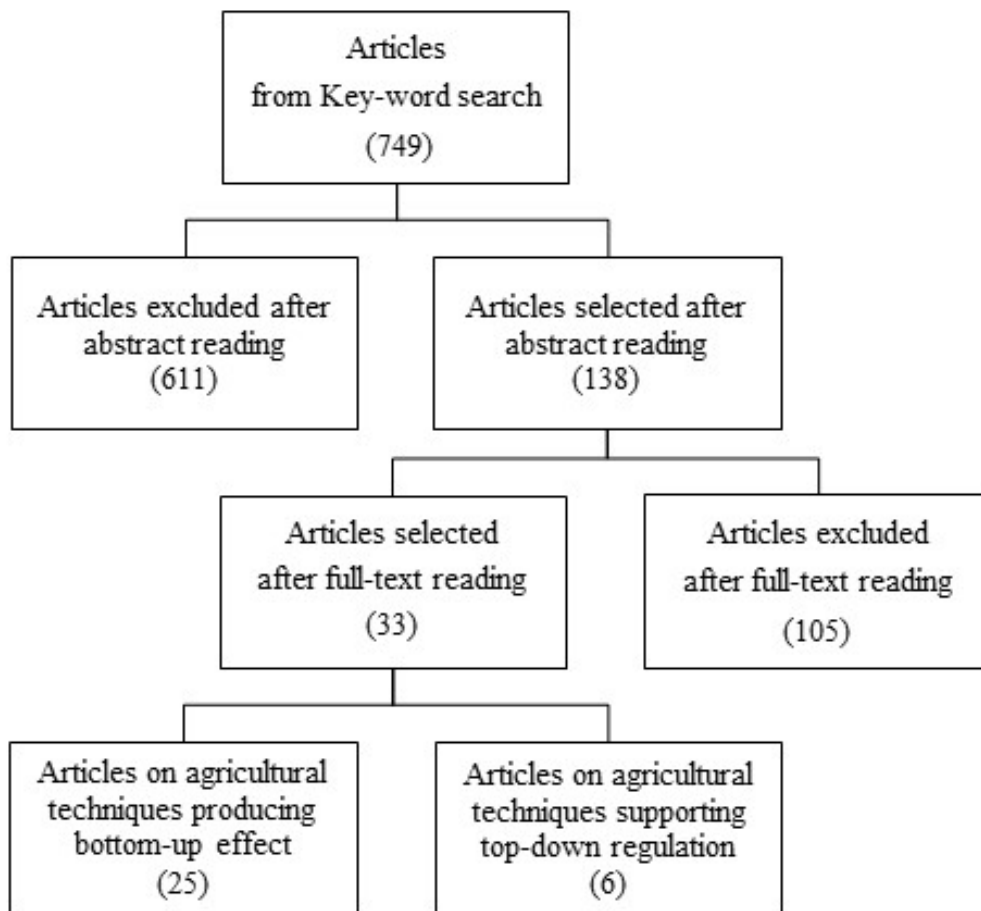 Articles
from Key-word search
(749)
Articles excluded after
abstract reading
(611)
Articles selected after
abstract reading
(138)
Articles selected
after full-text reading
(33)
Articles excluded
after full-text reading
(105)
Articles on agricultural
techniques producing
bottom-up effect
(25)
Articles on agricultural
techniques supporting
top-down regulation
(6)